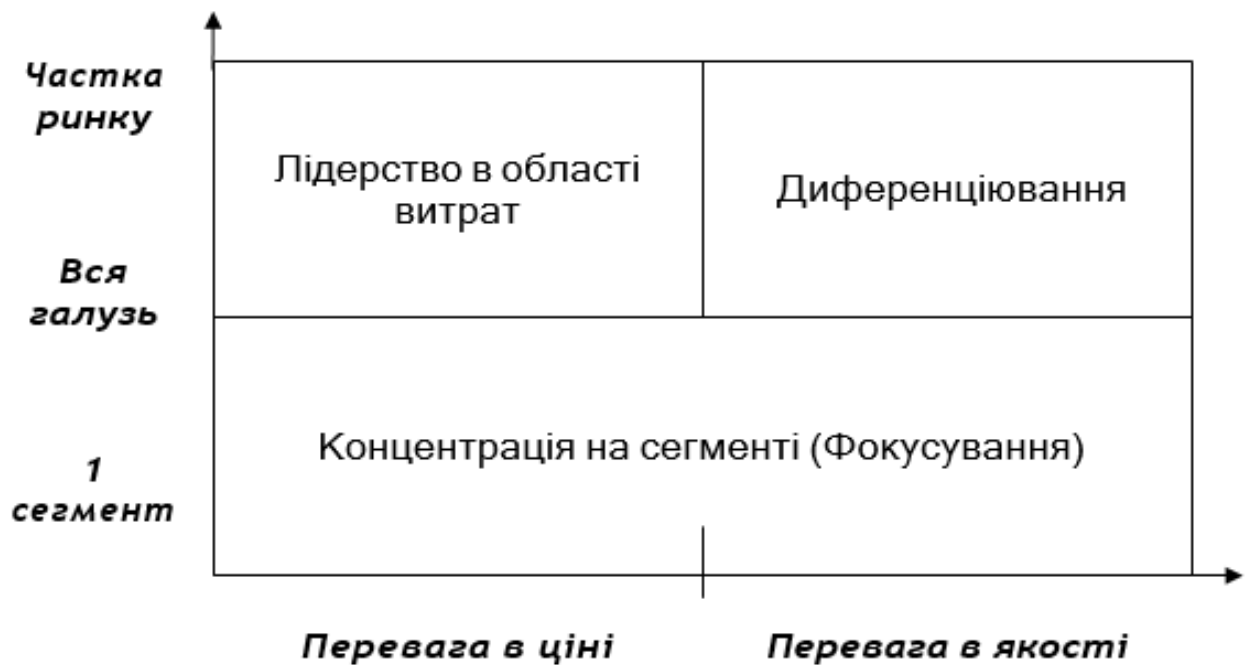 Частка
ринку
Лідерство в області
витрат
Диференціювання
Вся
галузь
Концентрація на сегменті (Фокусування)
1
сегмент
Перевага в ціні
Перевага в якості